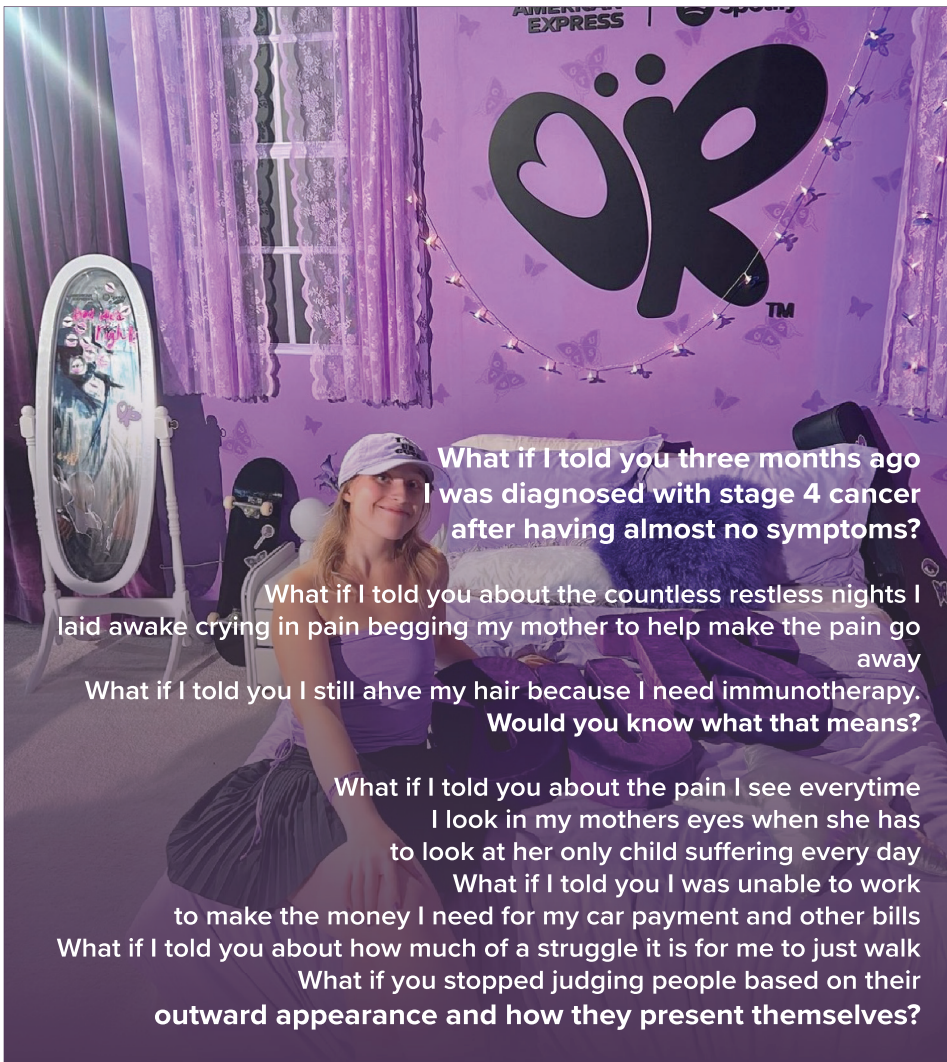 AMERICAN
EXPRESS
Spotify
OR
TM
What if I told you three months ago
I was diagnosed with stage 4 cancer
after having almost no symptoms?
What if I told you about the countless restless nights I
laid awake crying in pain begging my mother to help make the pain go
away
What if I told you I still ahve my hair because I need immunotherapy.
Would you know what that means?
What if I told you about the pain I see everytime
I look in my mothers eyes when she has
to look at her only child suffering every day
What if I told you I was unable to work
to make the money I need for my car payment and other bills
What if I told you about how much of a struggle it is for me to just walk
What if you stopped judging people based on their
outward appearance and how they present themselves?